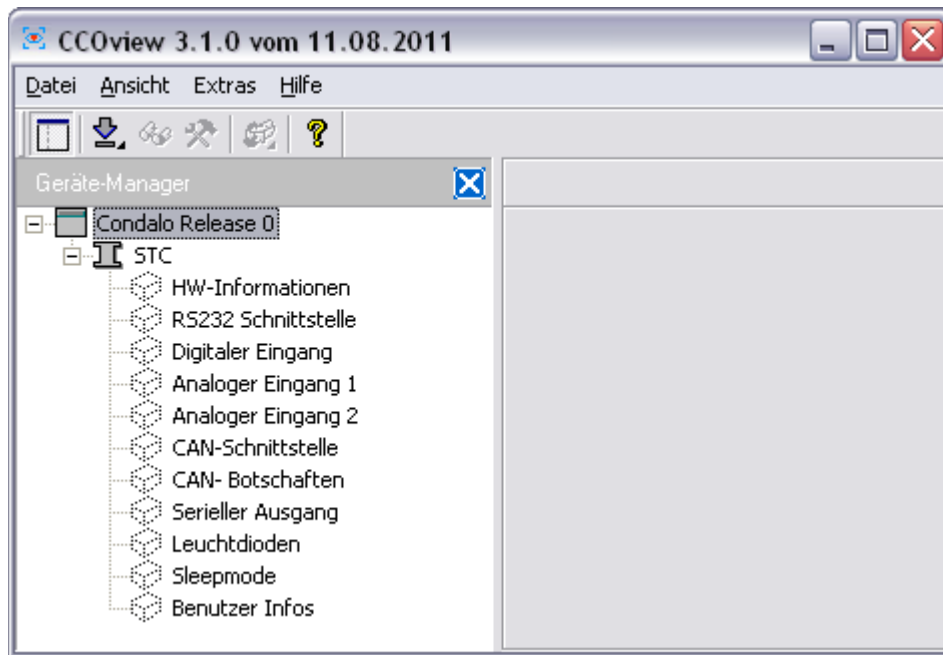 CCOview 3.1.0 vom 11.08.2011
Datei Ansicht Extras Hilfe
Geräte-Manager
Condalo Release 0
STC
HW-Informationen
RS232 Schnittstelle
Digitaler Eingang
Analoger Eingang 1
Analoger Eingang 2
CAN-Schnittstelle
CAN- Botschaften
Serieller Ausgang
Leuchtdioden
Sleepmode
Benutzer Infos